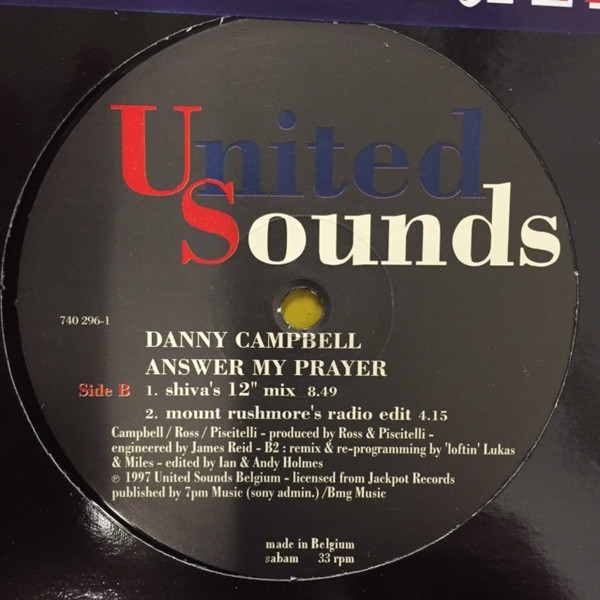 United
Sounds
740 296-1
DANNY CAMPBELL
ANSWER MY PRAYER
Side B 1. shiva's 12" mix 8.49
2. mount rushmore's radio edit 4.15
Campbell / Ross / Piscitelli - produced by Ross & Piscitelli -
engineered by James Reid - B2 : remix & re-programming by 'loftin' Lukas
& Miles - edited by Ian & Andy Holmes
℗ 1997 United Sounds Belgium - licensed from Jackpot Records
published by 7pm Music (sony admin.) /Bmg Music
made in Belgium
sabam 33 rpm